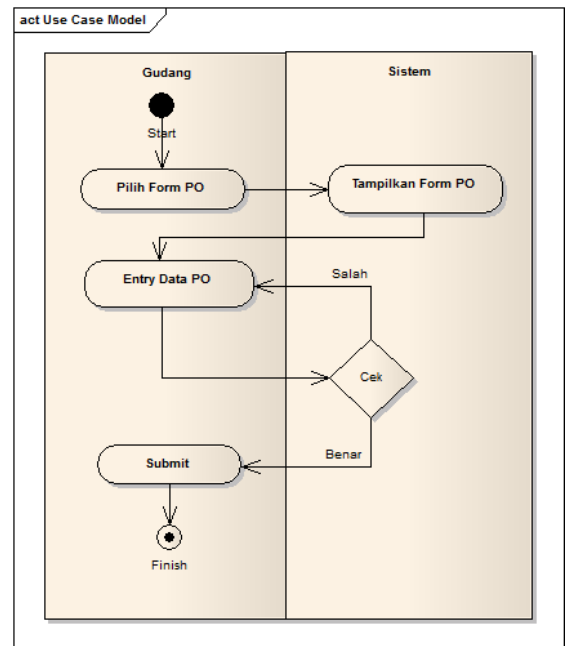 act Use Case Model
Gudang
Sistem
Start
Pilih Form PO
Tampilkan Form PO
Entry Data PO
Salah
Cek
Benar
Submit
Finish